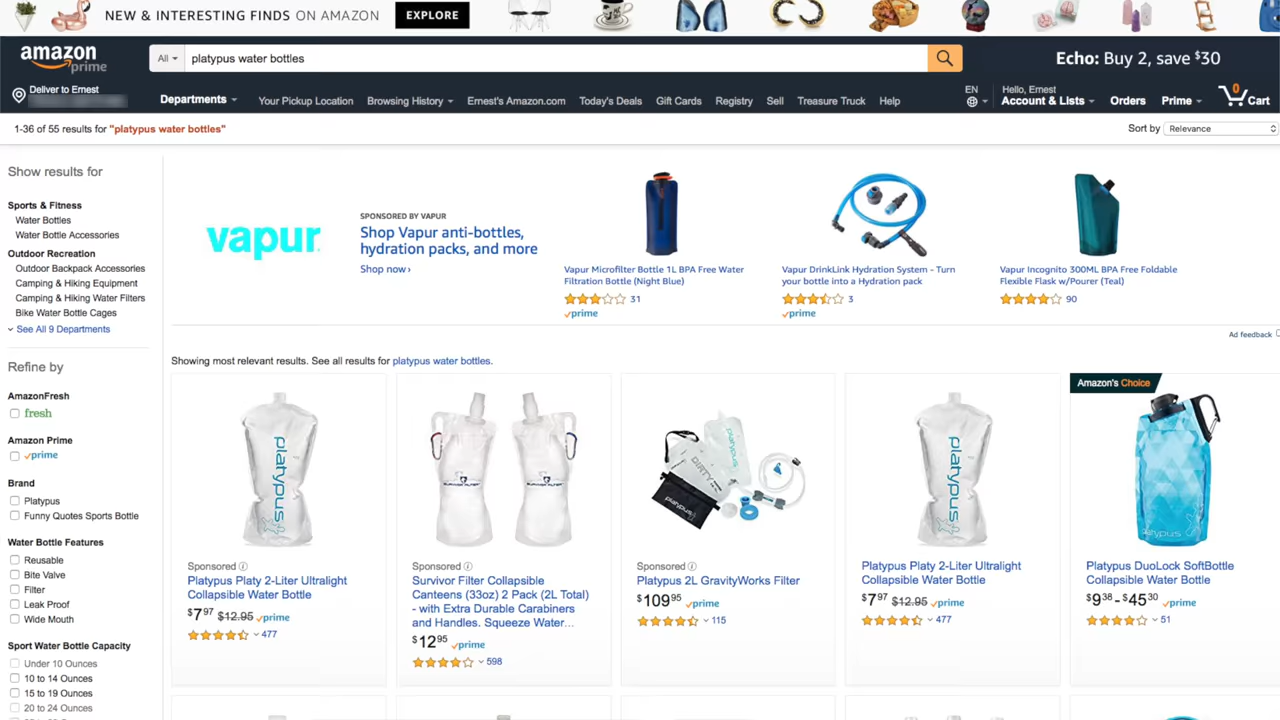 NEW & INTERESTING FINDS ON AMAZON EXPLORE
amazon prime
All platypus water bottles
Echo: Buy 2, save $30
Deliver to Ernest
Departments Your Pickup Location Browsing History Ernest's Amazon.com Today's Deals Gift Cards Registry Sell Treasure Truck Help
EN
Hello, Ernest
Account & Lists Orders Prime 0 Cart
1-36 of 55 results for "platypus water bottles"
Sort by Relevance
Show results for
Sports & Fitness
Water Bottles
Water Bottle Accessories
Outdoor Recreation
Outdoor Backpack Accessories
Camping & Hiking Equipment
Camping & Hiking Water Filters
Bike Water Bottle Cages
See All 9 Departments
Refine by
AmazonFresh
fresh
Amazon Prime
prime
Brand
Platypus
Funny Quotes Sports Bottle
Water Bottle Features
Reusable
Bite Valve
Filter
Leak Proof
Wide Mouth
Sport Water Bottle Capacity
Under 10 Ounces
10 to 14 Ounces
15 to 19 Ounces
20 to 24 Ounces
vapur
SPONSORED BY VAPUR
Shop Vapur anti-bottles,
hydration packs, and more
Shop now ›
Vapur Microfilter Bottle 1L BPA Free Water
Filtration Bottle (Night Blue)
31
prime
Vapur DrinkLink Hydration System - Turn
your bottle into a Hydration pack
3
prime
Vapur Incognito 300ML BPA Free Foldable
Flexible Flask w/Pourer (Teal)
90
Ad feedback
Showing most relevant results. See all results for platypus water bottles.
platypus
Sponsored
Platypus Platy 2-Liter Ultralight
Collapsible Water Bottle
$7.97 $12.95 prime
477
SURVIVOR FILTER
SURVIVOR FILTER
Sponsored
Survivor Filter Collapsible
Canteens (33oz) 2 Pack (2L Total)
- with Extra Durable Carabiners
and Handles. Squeeze Water...
$12.95 prime
598
platypus
DIRTY
platypus
Sponsored
Platypus 2L GravityWorks Filter
$109.95 prime
115
platypus
Platypus Platy 2-Liter Ultralight
Collapsible Water Bottle
$7.97 $12.95 prime
477
Amazon's Choice
platypus
Platypus DuoLock SoftBottle
Collapsible Water Bottle
$9.38 - $45.30 prime
51